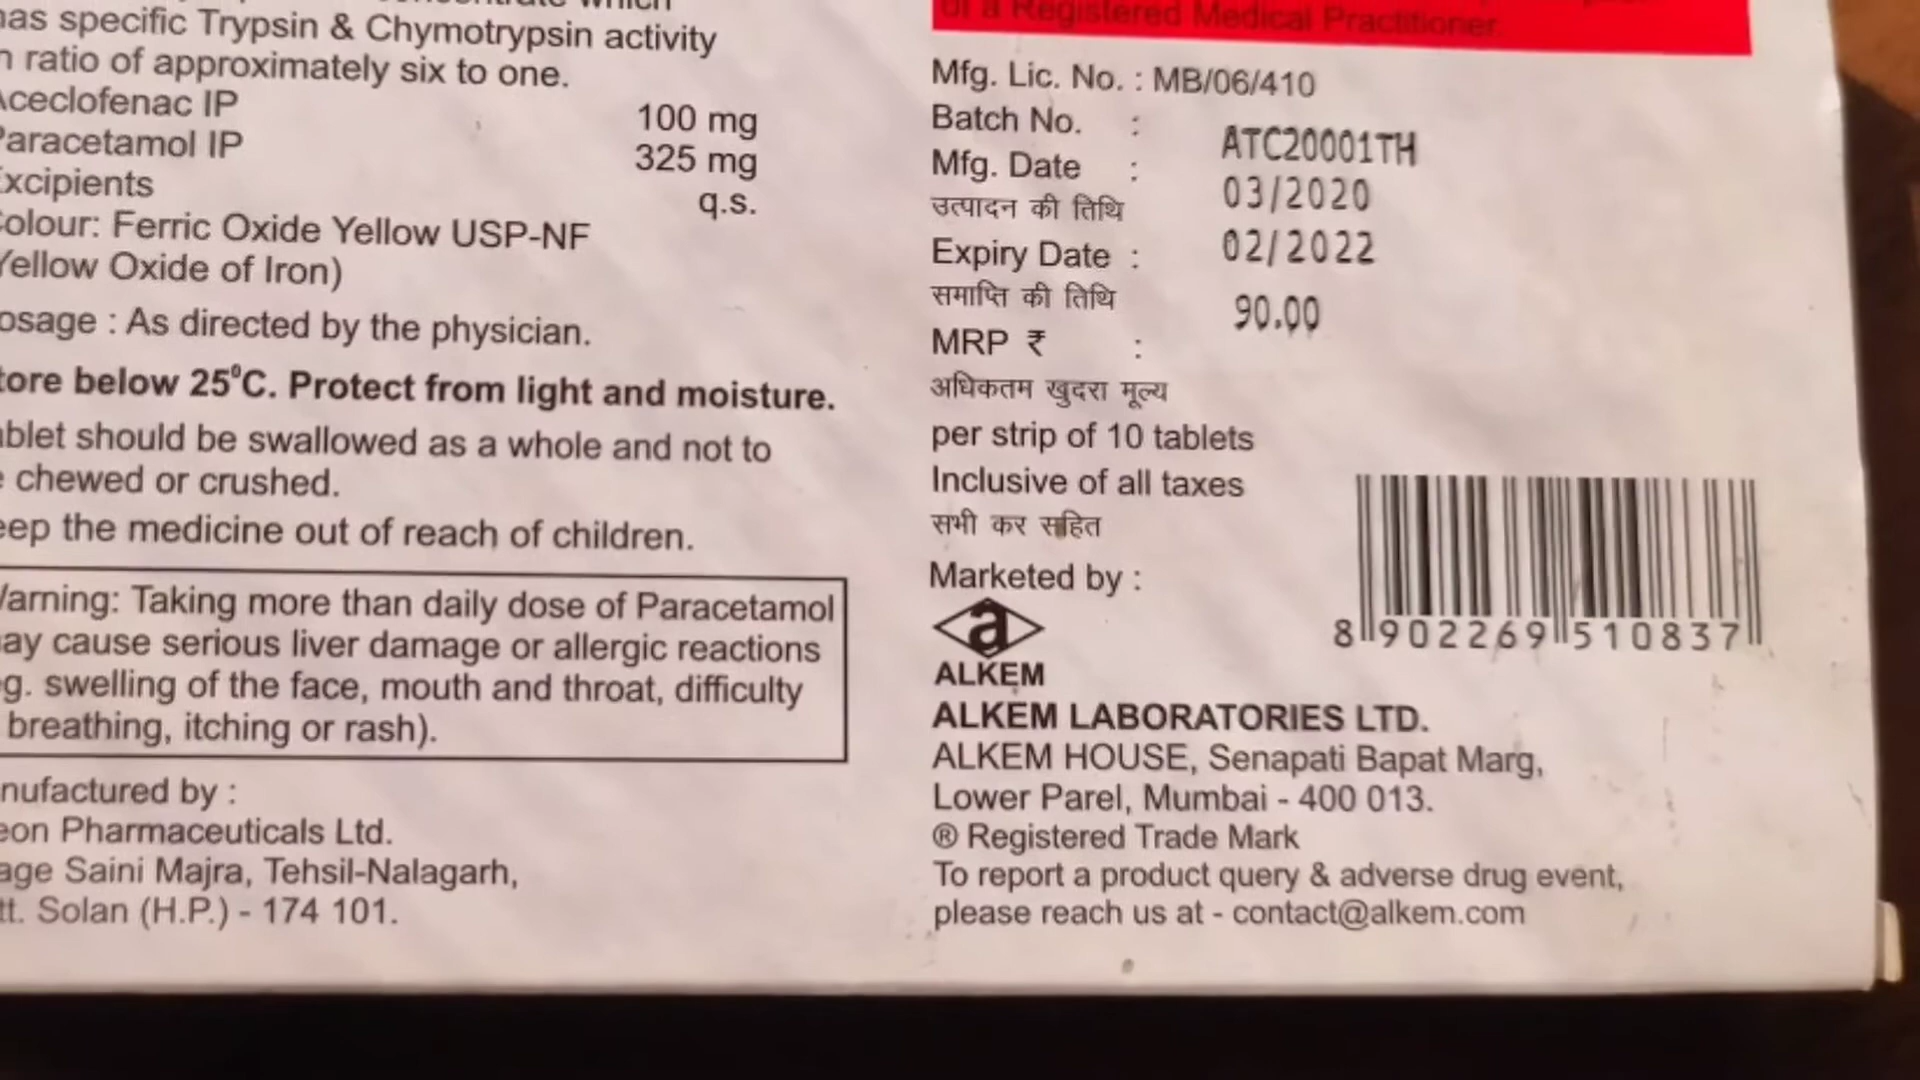 which
has specific Trypsin & Chymotrypsin activity
n ratio of approximately six to one.
Aceclofenac IP 100 mg
Paracetamol IP 325 mg
Excipients q.s.
Colour: Ferric Oxide Yellow USP-NF
Yellow Oxide of Iron)
osage : As directed by the physician.
tore below 25°C. Protect from light and moisture.
ablet should be swallowed as a whole and not to
e chewed or crushed.
eep the medicine out of reach of children.
Warning: Taking more than daily dose of Paracetamol
may cause serious liver damage or allergic reactions
g. swelling of the face, mouth and throat, difficulty
breathing, itching or rash).
nufactured by :
eon Pharmaceuticals Ltd.
age Saini Majra, Tehsil-Nalagarh,
tt. Solan (H.P.) - 174 101.
of a Registered Medical Practitioner.
Mfg. Lic. No. : MB/06/410
Batch No. : ATC20001TH
Mfg. Date : 03/2020
उत्पादन की तिथि
Expiry Date : 02/2022
समाप्ति की तिथि
MRP ₹ : 90.00
अधिकतम खुदरा मूल्य
per strip of 10 tablets
Inclusive of all taxes
सभी कर सहित
Marketed by :
8 902269 510837
a
ALKEM
ALKEM LABORATORIES LTD.
ALKEM HOUSE, Senapati Bapat Marg,
Lower Parel, Mumbai - 400 013.
® Registered Trade Mark
To report a product query & adverse drug event,
please reach us at - contact@alkem.com